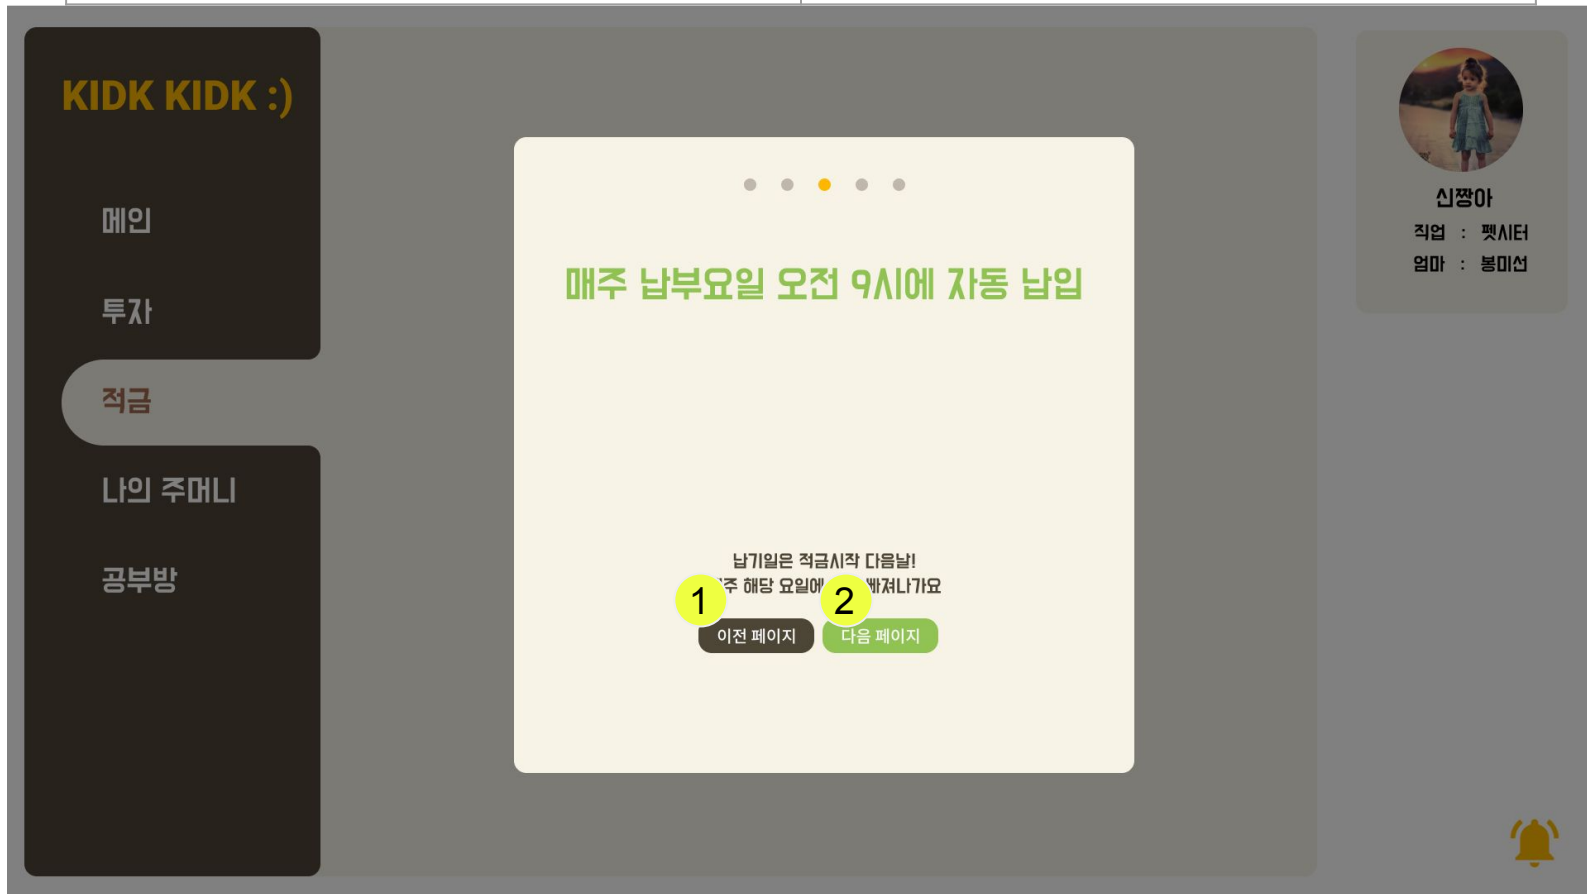 KIDK KIDK :)
메인
투자
적금
나의 주머니
공부방
매주 납부요일 오전 9시에 자동 납입
납기일은 적금시작 다음날!
해당 요일에
빠져나가요
1
2
이전 페이지
다음 페이지
신짱아
직업 : 펫시터
엄마 : 봉미선